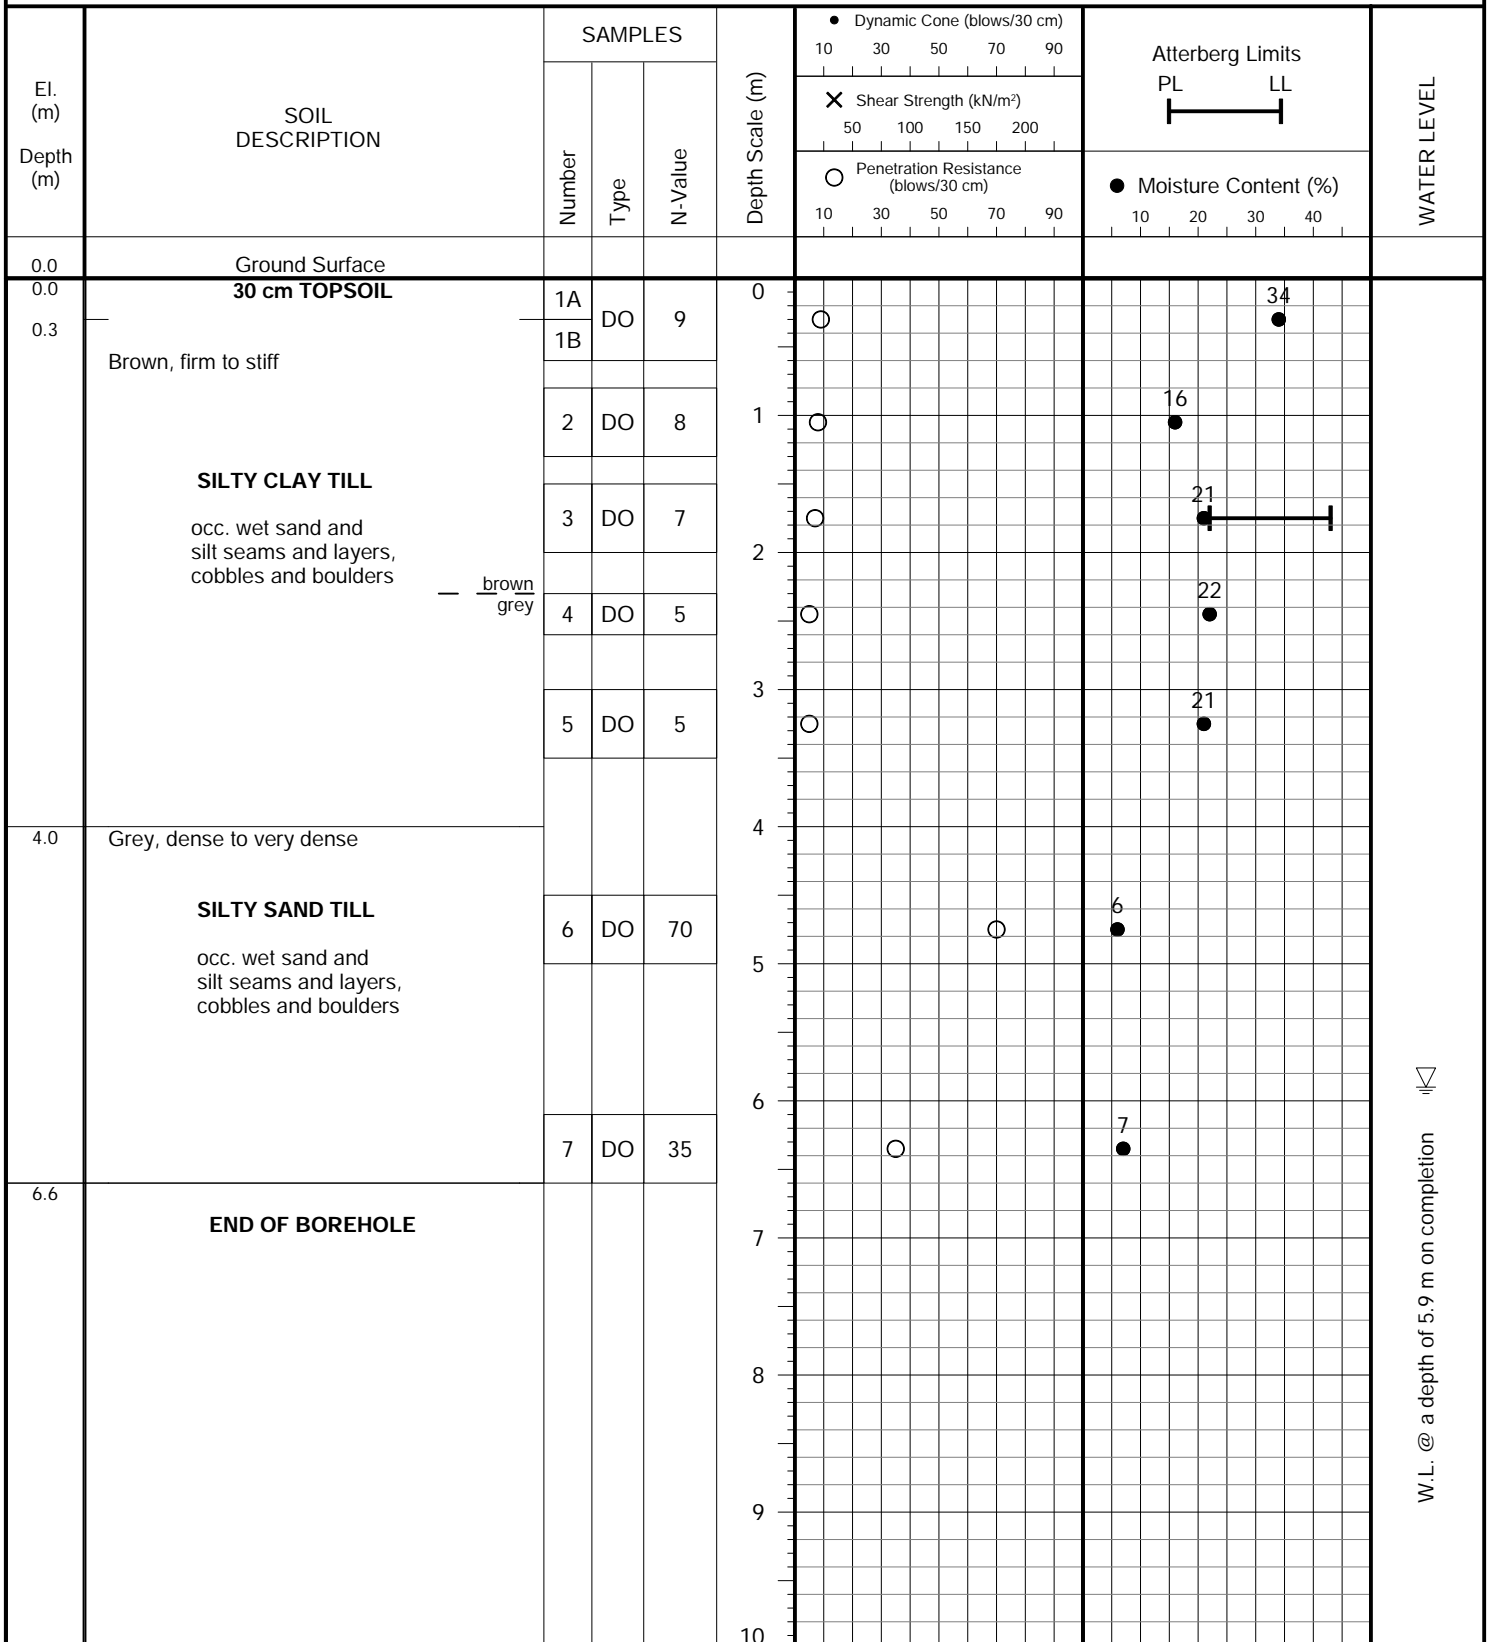 El.
(m)
Depth
(m)
SOIL
DESCRIPTION
SAMPLES
Number
Type
N-Value
Depth Scale (m)
Dynamic Cone (blows/30 cm)
10 30 50 70 90
Shear Strength (kN/m²)
50 100 150 200
Penetration Resistance
(blows/30 cm)
10 30 50 70 90
Atterberg Limits
PL LL
Moisture Content (%)
10 20 30 40
WATER LEVEL
0.0 Ground Surface
0.0 30 cm TOPSOIL
0.3
1A
1B
DO 9
0
34
Brown, firm to stiff
2 DO 8
1
16
SILTY CLAY TILL
occ. wet sand and
silt seams and layers,
cobbles and boulders
3 DO 7
21
2
brown
grey
4 DO 5
22
3
5 DO 5
21
4.0 Grey, dense to very dense
4
SILTY SAND TILL
occ. wet sand and
silt seams and layers,
cobbles and boulders
6 DO 70
6
5
6
7 DO 35
7
6.6
END OF BOREHOLE
7
8
9
10
W.L. @ a depth of 5.9 m on completion